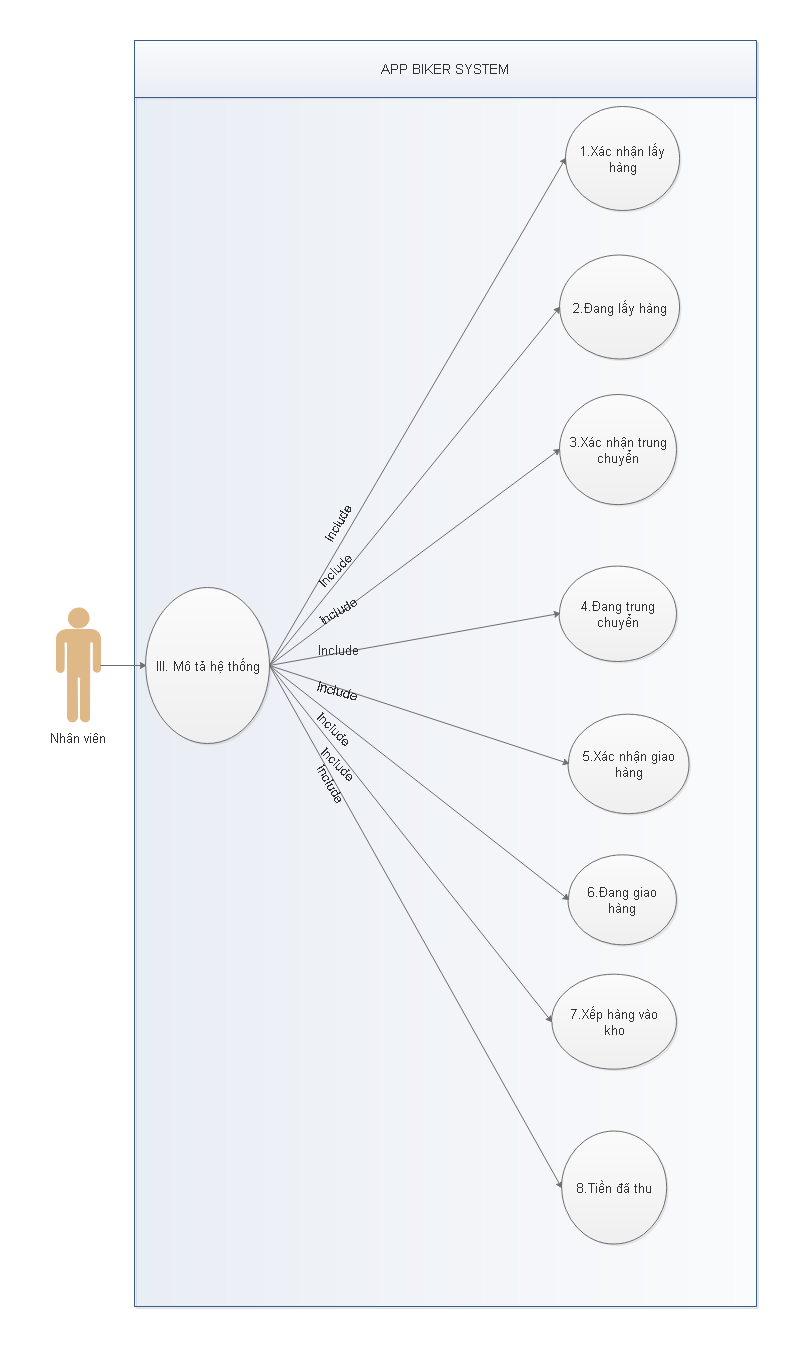 APP BIKER SYSTEM
1.Xác nhận lấy
hàng
2.Đang lấy hàng
3.Xác nhận trung
chuyển
Include
Include
Include
4.Đang trung
chuyển
Include
III. Mô tả hệ thống
Include
Nhân viên
Include
Include
Include
5.Xác nhận giao
hàng
6.Đang giao
hàng
7.Xếp hàng vào
kho
8.Tiền đã thu